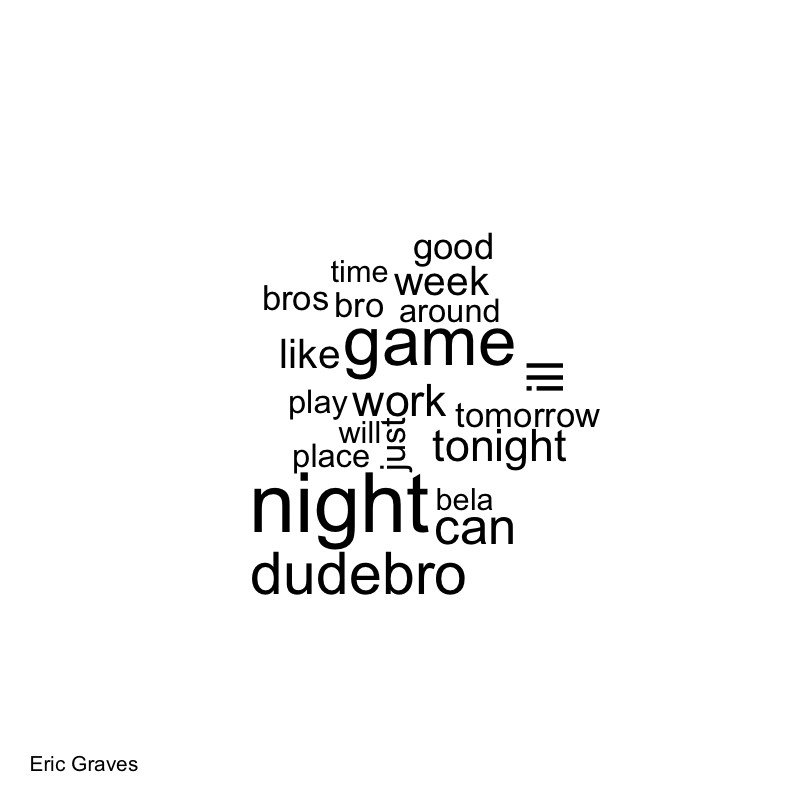 good
time week
bros bro around
like game
ill
play work tomorrow
will just tonight
place
night bela
can
dudebro
Eric Graves